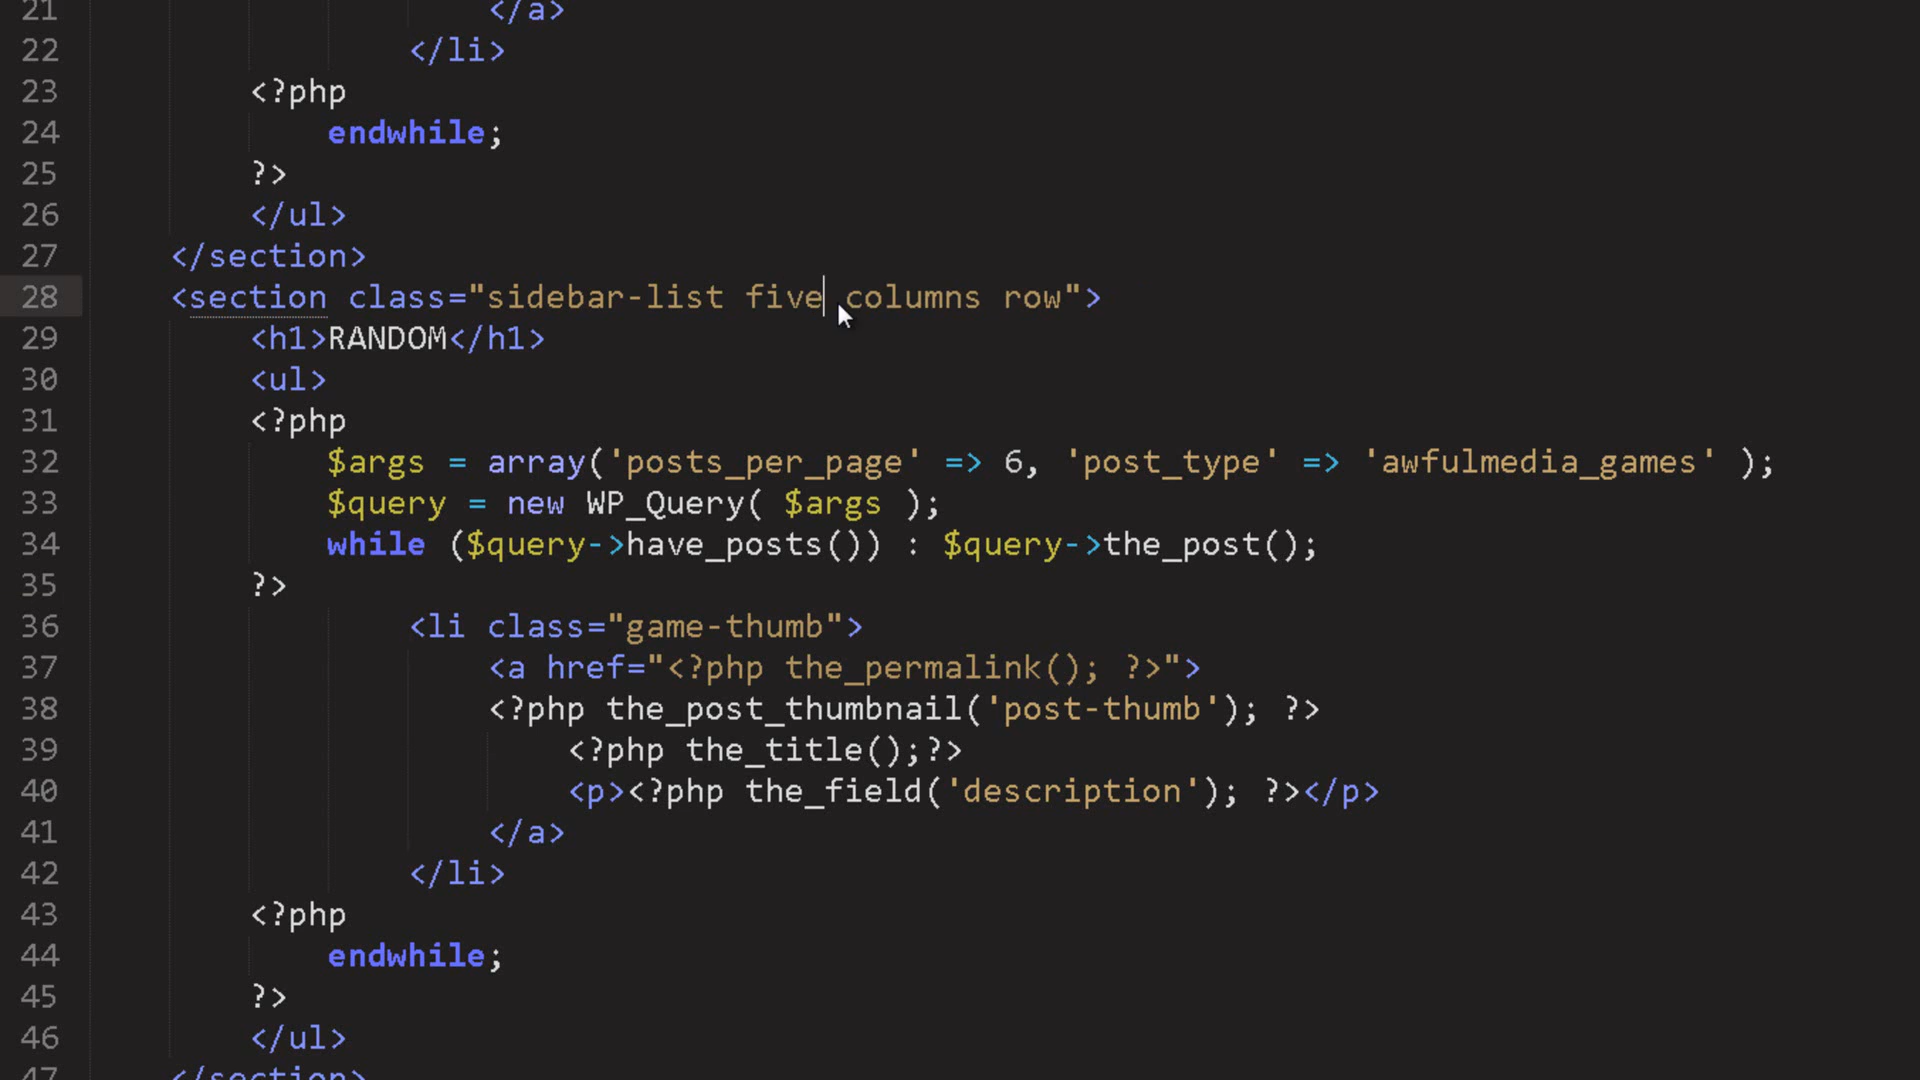 21 </a>
22 </li>
23 <?php
24 endwhile;
25 ?>
26 </ul>
27 </section>
28 <section class="sidebar-list five columns row">
29 <h1>RANDOM</h1>
30 <ul>
31 <?php
32 $args = array('posts_per_page' => 6, 'post_type' => 'awfulmedia_games' );
33 $query = new WP_Query( $args );
34 while ($query->have_posts()) : $query->the_post();
35 ?>
36 <li class="game-thumb">
37 <a href="<?php the_permalink(); ?>">
38 <?php the_post_thumbnail('post-thumb'); ?>
39 <?php the_title();?>
40 <p><?php the_field('description'); ?></p>
41 </a>
42 </li>
43 <?php
44 endwhile;
45 ?>
46 </ul>
47 </section>